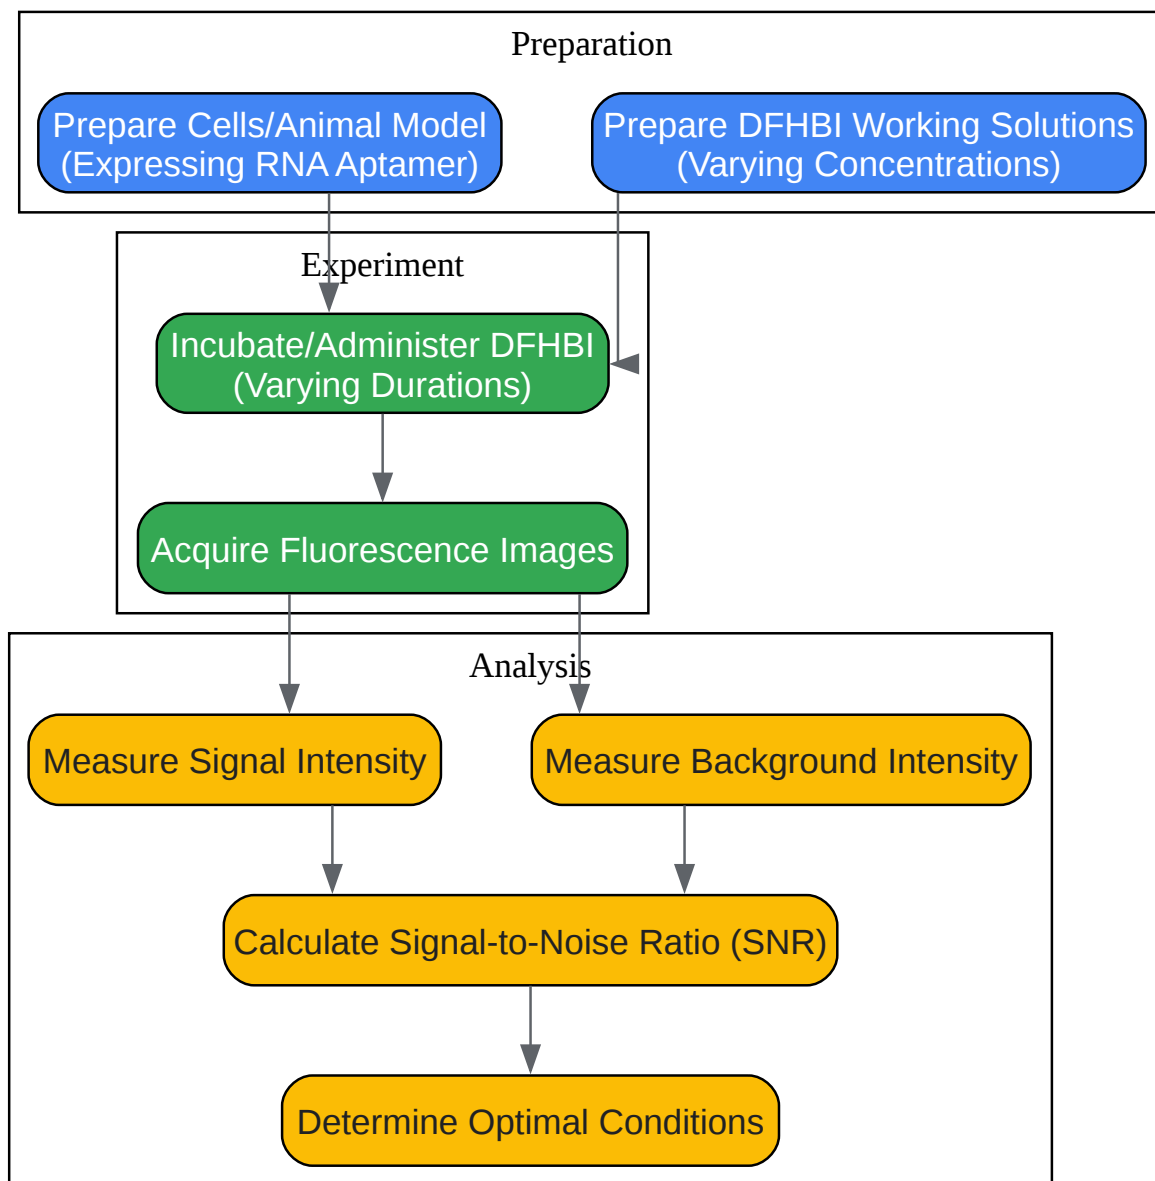 Preparation
Prepare Cells/Animal Model
(Expressing RNA Aptamer)
Prepare DFHBI Working Solutions
(Varying Concentrations)
Experiment
Incubate/Administer DFHBI
(Varying Durations)
Acquire Fluorescence Images
Analysis
Measure Signal Intensity
Measure Background Intensity
Calculate Signal-to-Noise Ratio (SNR)
Determine Optimal Conditions